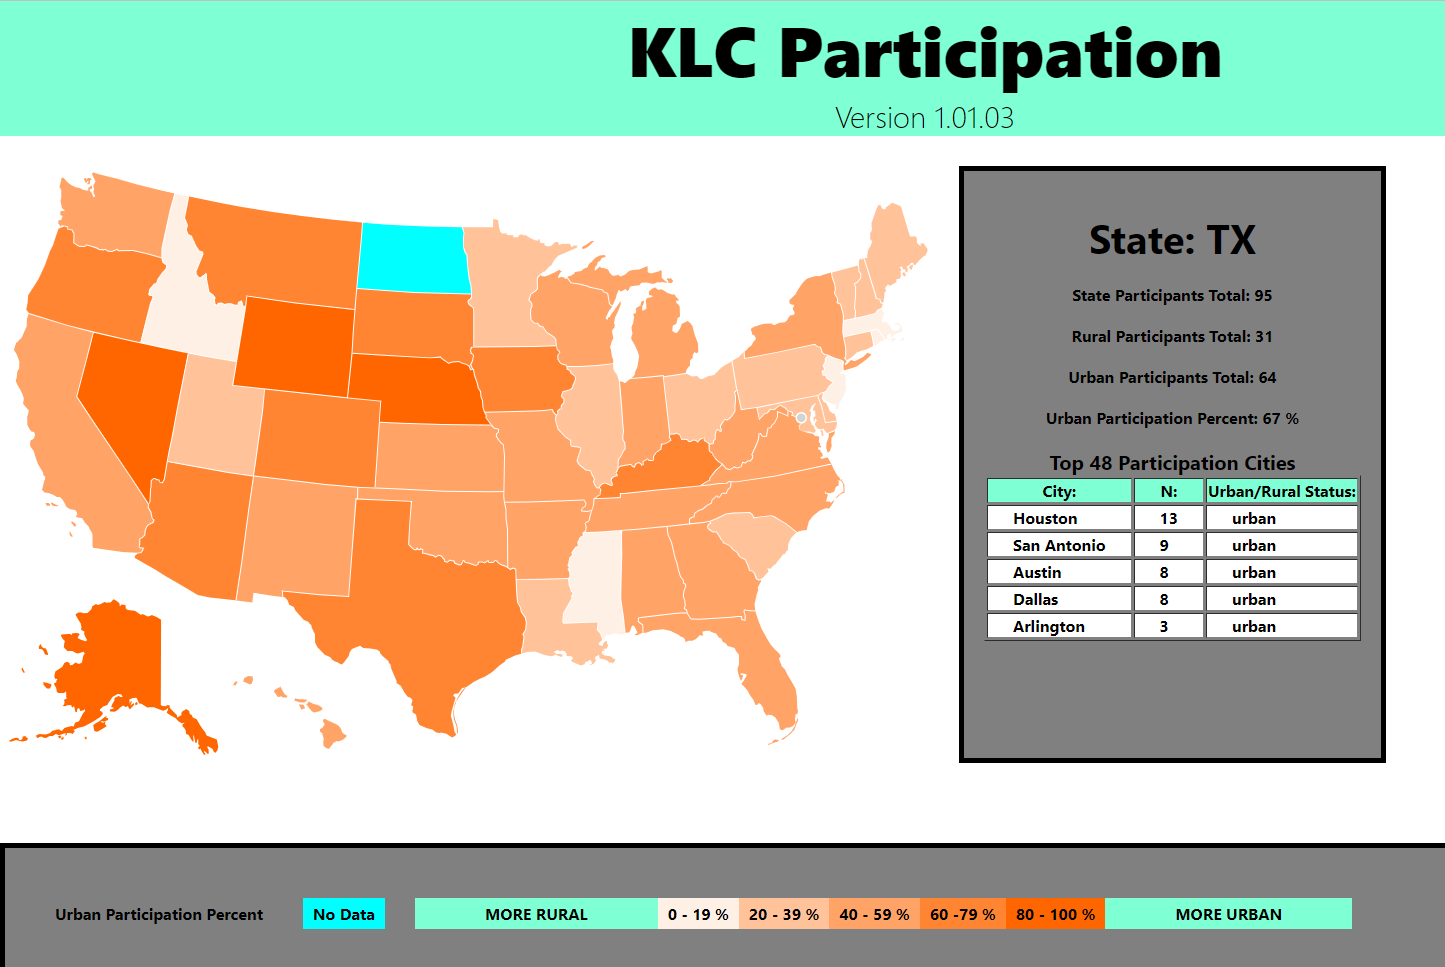 KLC Participation
Version 1.01.03
State: TX
State Participants Total: 95
Rural Participants Total: 31
Urban Participants Total: 64
Urban Participation Percent: 67 %
Top 48 Participation Cities
City: N: Urban/Rural Status:
Houston 13 urban
San Antonio 9 urban
Austin 8 urban
Dallas 8 urban
Arlington 3 urban
Urban Participation Percent No Data MORE RURAL 0 - 19 % 20 - 39 % 40 - 59 % 60 -79 % 80 - 100 % MORE URBAN